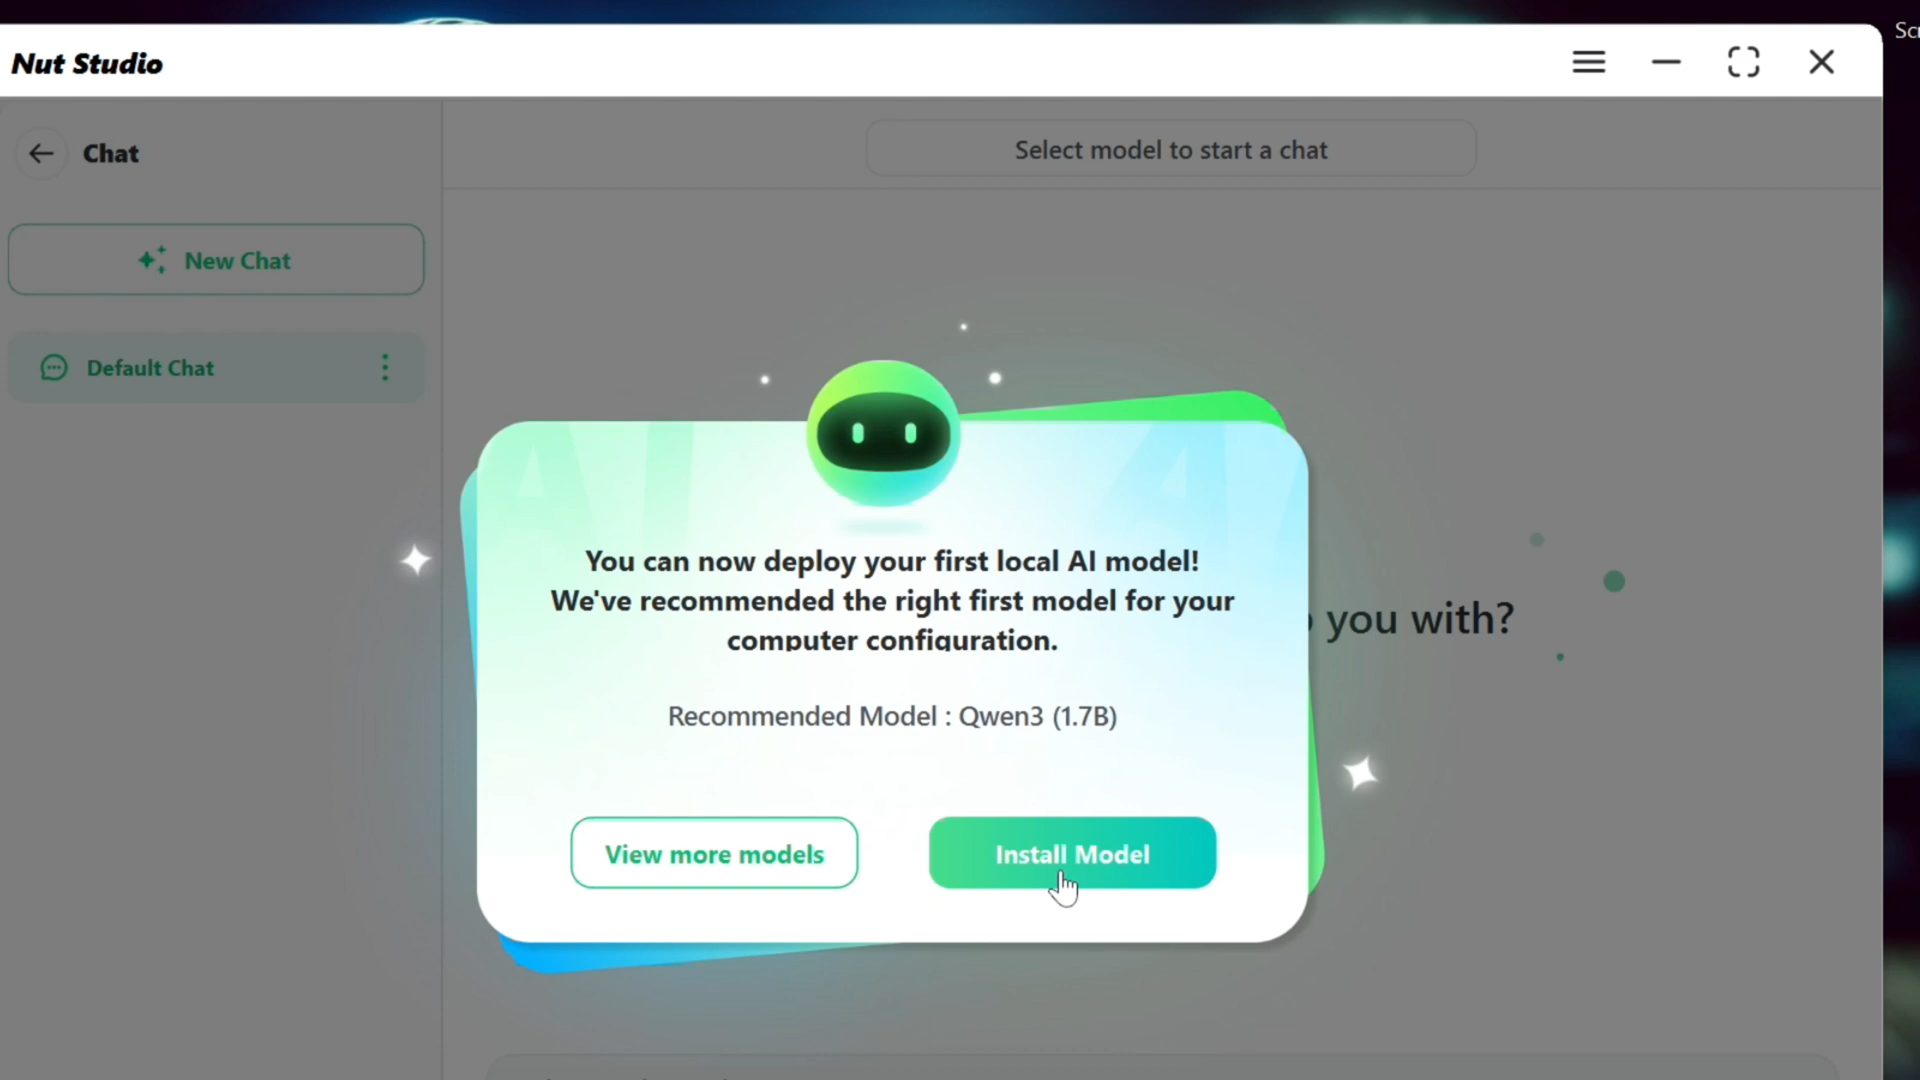 Scr
Nut Studio
Chat
Select model to start a chat
New Chat
Default Chat
You can now deploy your first local AI model!
We've recommended the right first model for your
computer configuration.
you with?
Recommended Model : Qwen3 (1.7B)
View more models
Install Model